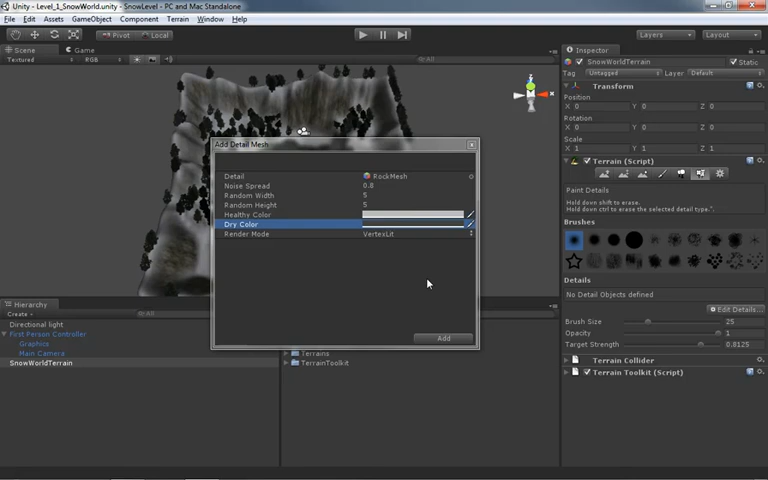 Unity - Level_1_SnowWorld.unity - SnowLevel - PC and Mac Standalone
File Edit Assets GameObject Component Terrain Window Help
Pivot Local Layers Layout
Scene Game
Textured RGB All
Add Detail Mesh
Detail RockMesh
Noise Spread 0.8
Random Width 5
Random Height 5
Healthy Color
Dry Color
Render Mode VertexLit
Add
Inspector
SnowWorldTerrain Static
Tag Untagged Layer Default
Transform
Position
X 0 Y 0 Z 0
Rotation
X 0 Y 0 Z 0
Scale
X 1 Y 1 Z 1
Terrain (Script)
Paint Details
Hold down shift to erase.
Hold down ctrl to erase the selected detail type.
Brushes
Details
No Detail Objects defined
Edit Details...
Brush Size 25
Opacity 1
Target Strength 0.8125
Terrain Collider
Terrain Toolkit (Script)
Hierarchy
Create All
Directional light
First Person Controller
Graphics
Main Camera
SnowWorldTerrain
Terrains
TerrainToolkit